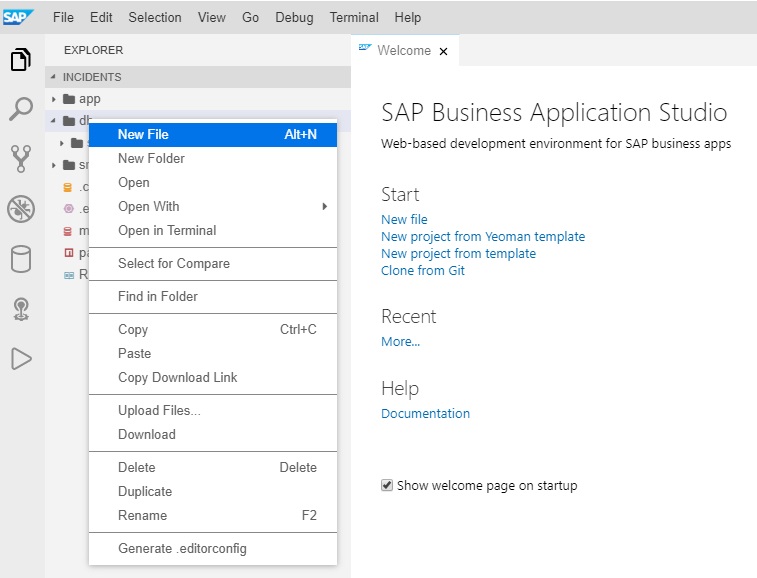 SAP File Edit Selection View Go Debug Terminal Help
EXPLORER
INCIDENTS
app
New File Alt+N
New Folder
Open
Open With
Open in Terminal
Select for Compare
Find in Folder
Copy Ctrl+C
Paste
Copy Download Link
Upload Files...
Download
Delete Delete
Duplicate
Rename F2
Generate .editorconfig
SAP Welcome
SAP Business Application Studio
Web-based development environment for SAP business apps
Start
New file
New project from Yeoman template
New project from template
Clone from Git
Recent
More...
Help
Documentation
Show welcome page on startup